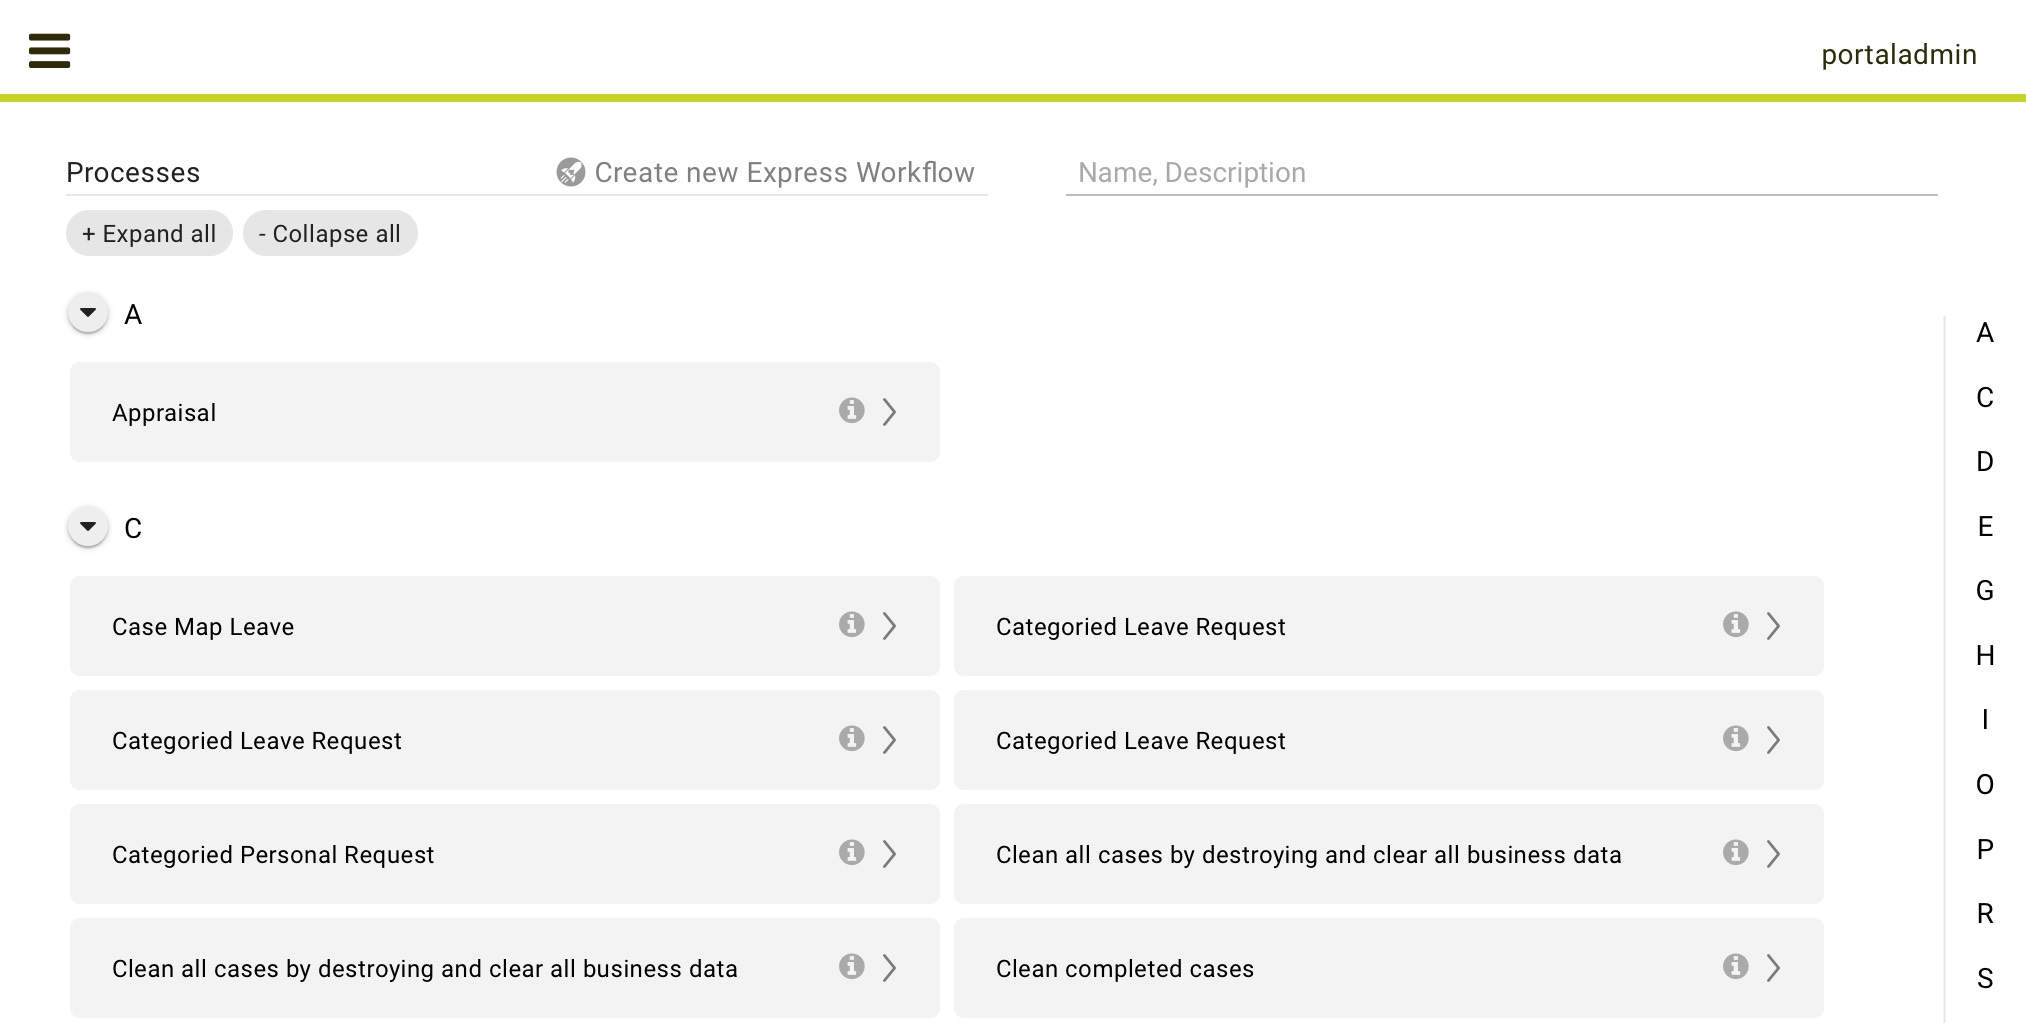 portaladmin
Processes
Create new Express Workflow
Name, Description
+ Expand all
- Collapse all
A
Appraisal
C
Case Map Leave
Categoried Leave Request
Categoried Leave Request
Categoried Leave Request
Categoried Personal Request
Clean all cases by destroying and clear all business data
Clean all cases by destroying and clear all business data
Clean completed cases
A
C
D
E
G
H
I
O
P
R
S